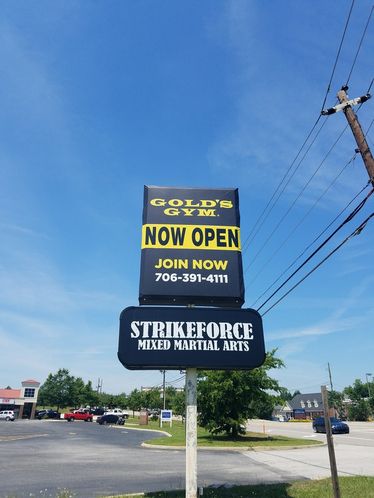 GOLD'S
GYM.
NOW OPEN
JOIN NOW
706-391-4111
STRIKEFORCE
MIXED MARTIAL ARTS